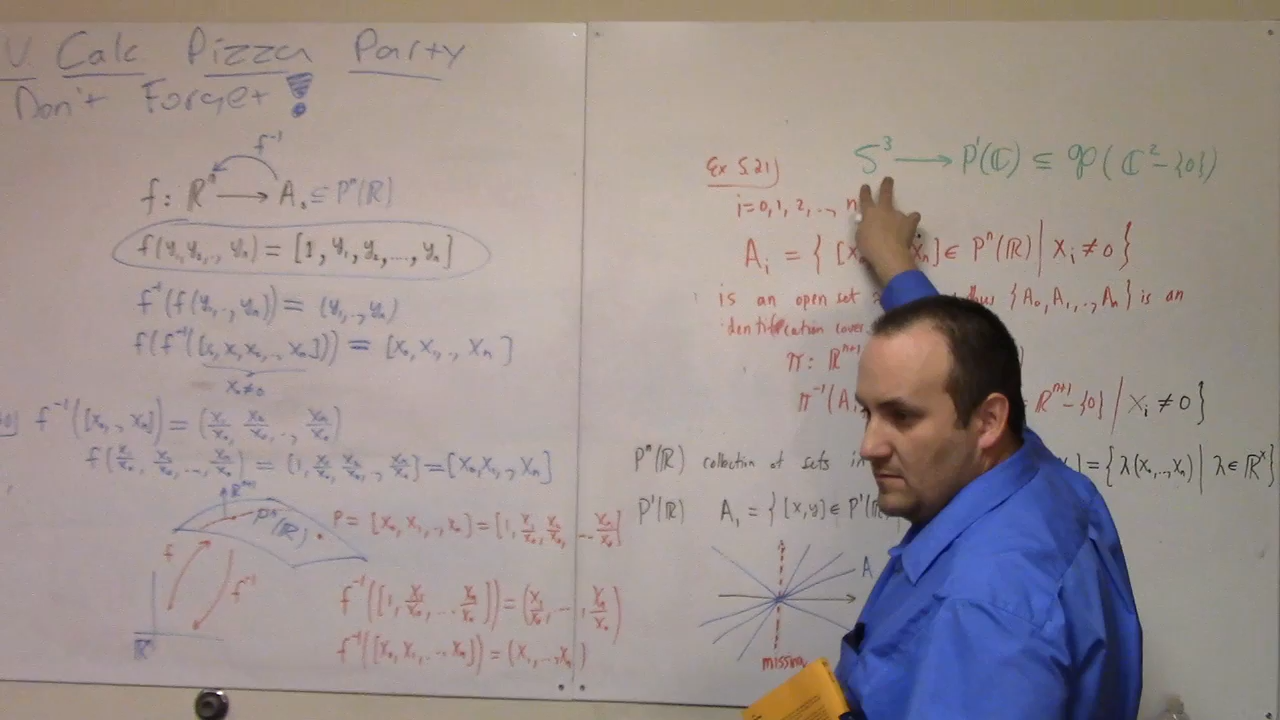 V Calc Pizza Party
Don't Forget!
f⁻¹
f: Rⁿ → A₀ ⊆ Pⁿ(ℝ)
f(y₁, y₂, .., yₙ) = [1, y₁, y₂, ..., yₙ]
f⁻¹(f(y₁, .., yₙ)) = (y₁, .., yₙ)
f(f⁻¹([x₀, x₁, x₂, .., xₙ])) = [x₀, x₁, ., xₙ]
x₀≠0
f⁻¹([x₀, .., xₙ]) = (x₁/x₀, x₂/x₀, .., xₙ/x₀)
f(x₁/x₀, x₂/x₀, ..., xₙ/x₀) = [1, x₁/x₀, x₂/x₀, ., xₙ/x₀] = [x₀, x₁, ., xₙ]
Pⁿ(ℝ)
P = [x₀, x₁, .., xₙ] = [1, x₁/x₀, x₂/x₀, ... xₙ/x₀]
f
f⁻¹
ℝⁿ
f⁻¹([1, x₁/x₀, ... xₙ/x₀]) = (x₁/x₀, .., xₙ/x₀)
f⁻¹([x₀, x₁, .., xₙ]) = (x₁, .., xₙ)
S³ → P¹(ℂ) ⊆ 𝒫(ℂ² - {0})
Ex 5.21)
i = 0, 1, 2, .., n
Aᵢ = { [x xₙ] ∈ Pⁿ(ℝ) | xᵢ ≠ 0 }
is an open set thus {A₀, A₁, .., Aₙ} is an
identification cover
π: ℝⁿ⁺¹
π⁻¹(Aᵢ ℝⁿ⁺¹ - {0} | xᵢ ≠ 0 }
Pⁿ(ℝ) collection of sets in ) = { λ(x₀, .., xₙ) | λ ∈ ℝˣ }
P¹(ℝ) A₁ = { [x, y] ∈ P¹(ℝ
A
missing